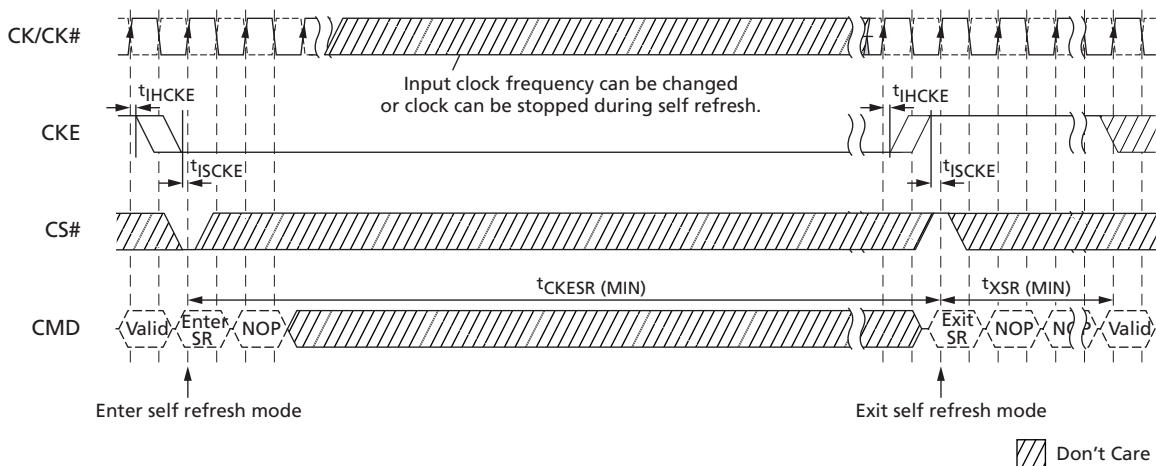 CK/CK#
Input clock frequency can be changed
or clock can be stopped during self refresh.
tIHCKE
tIHCKE
CKE
tISCKE
tISCKE
CS#
tCKESR (MIN)
tXSR (MIN)
CMD
Valid
Enter
SR
NOP
Exit
SR
NOP
NOP
Valid
Enter self refresh mode
Exit self refresh mode
Don't Care